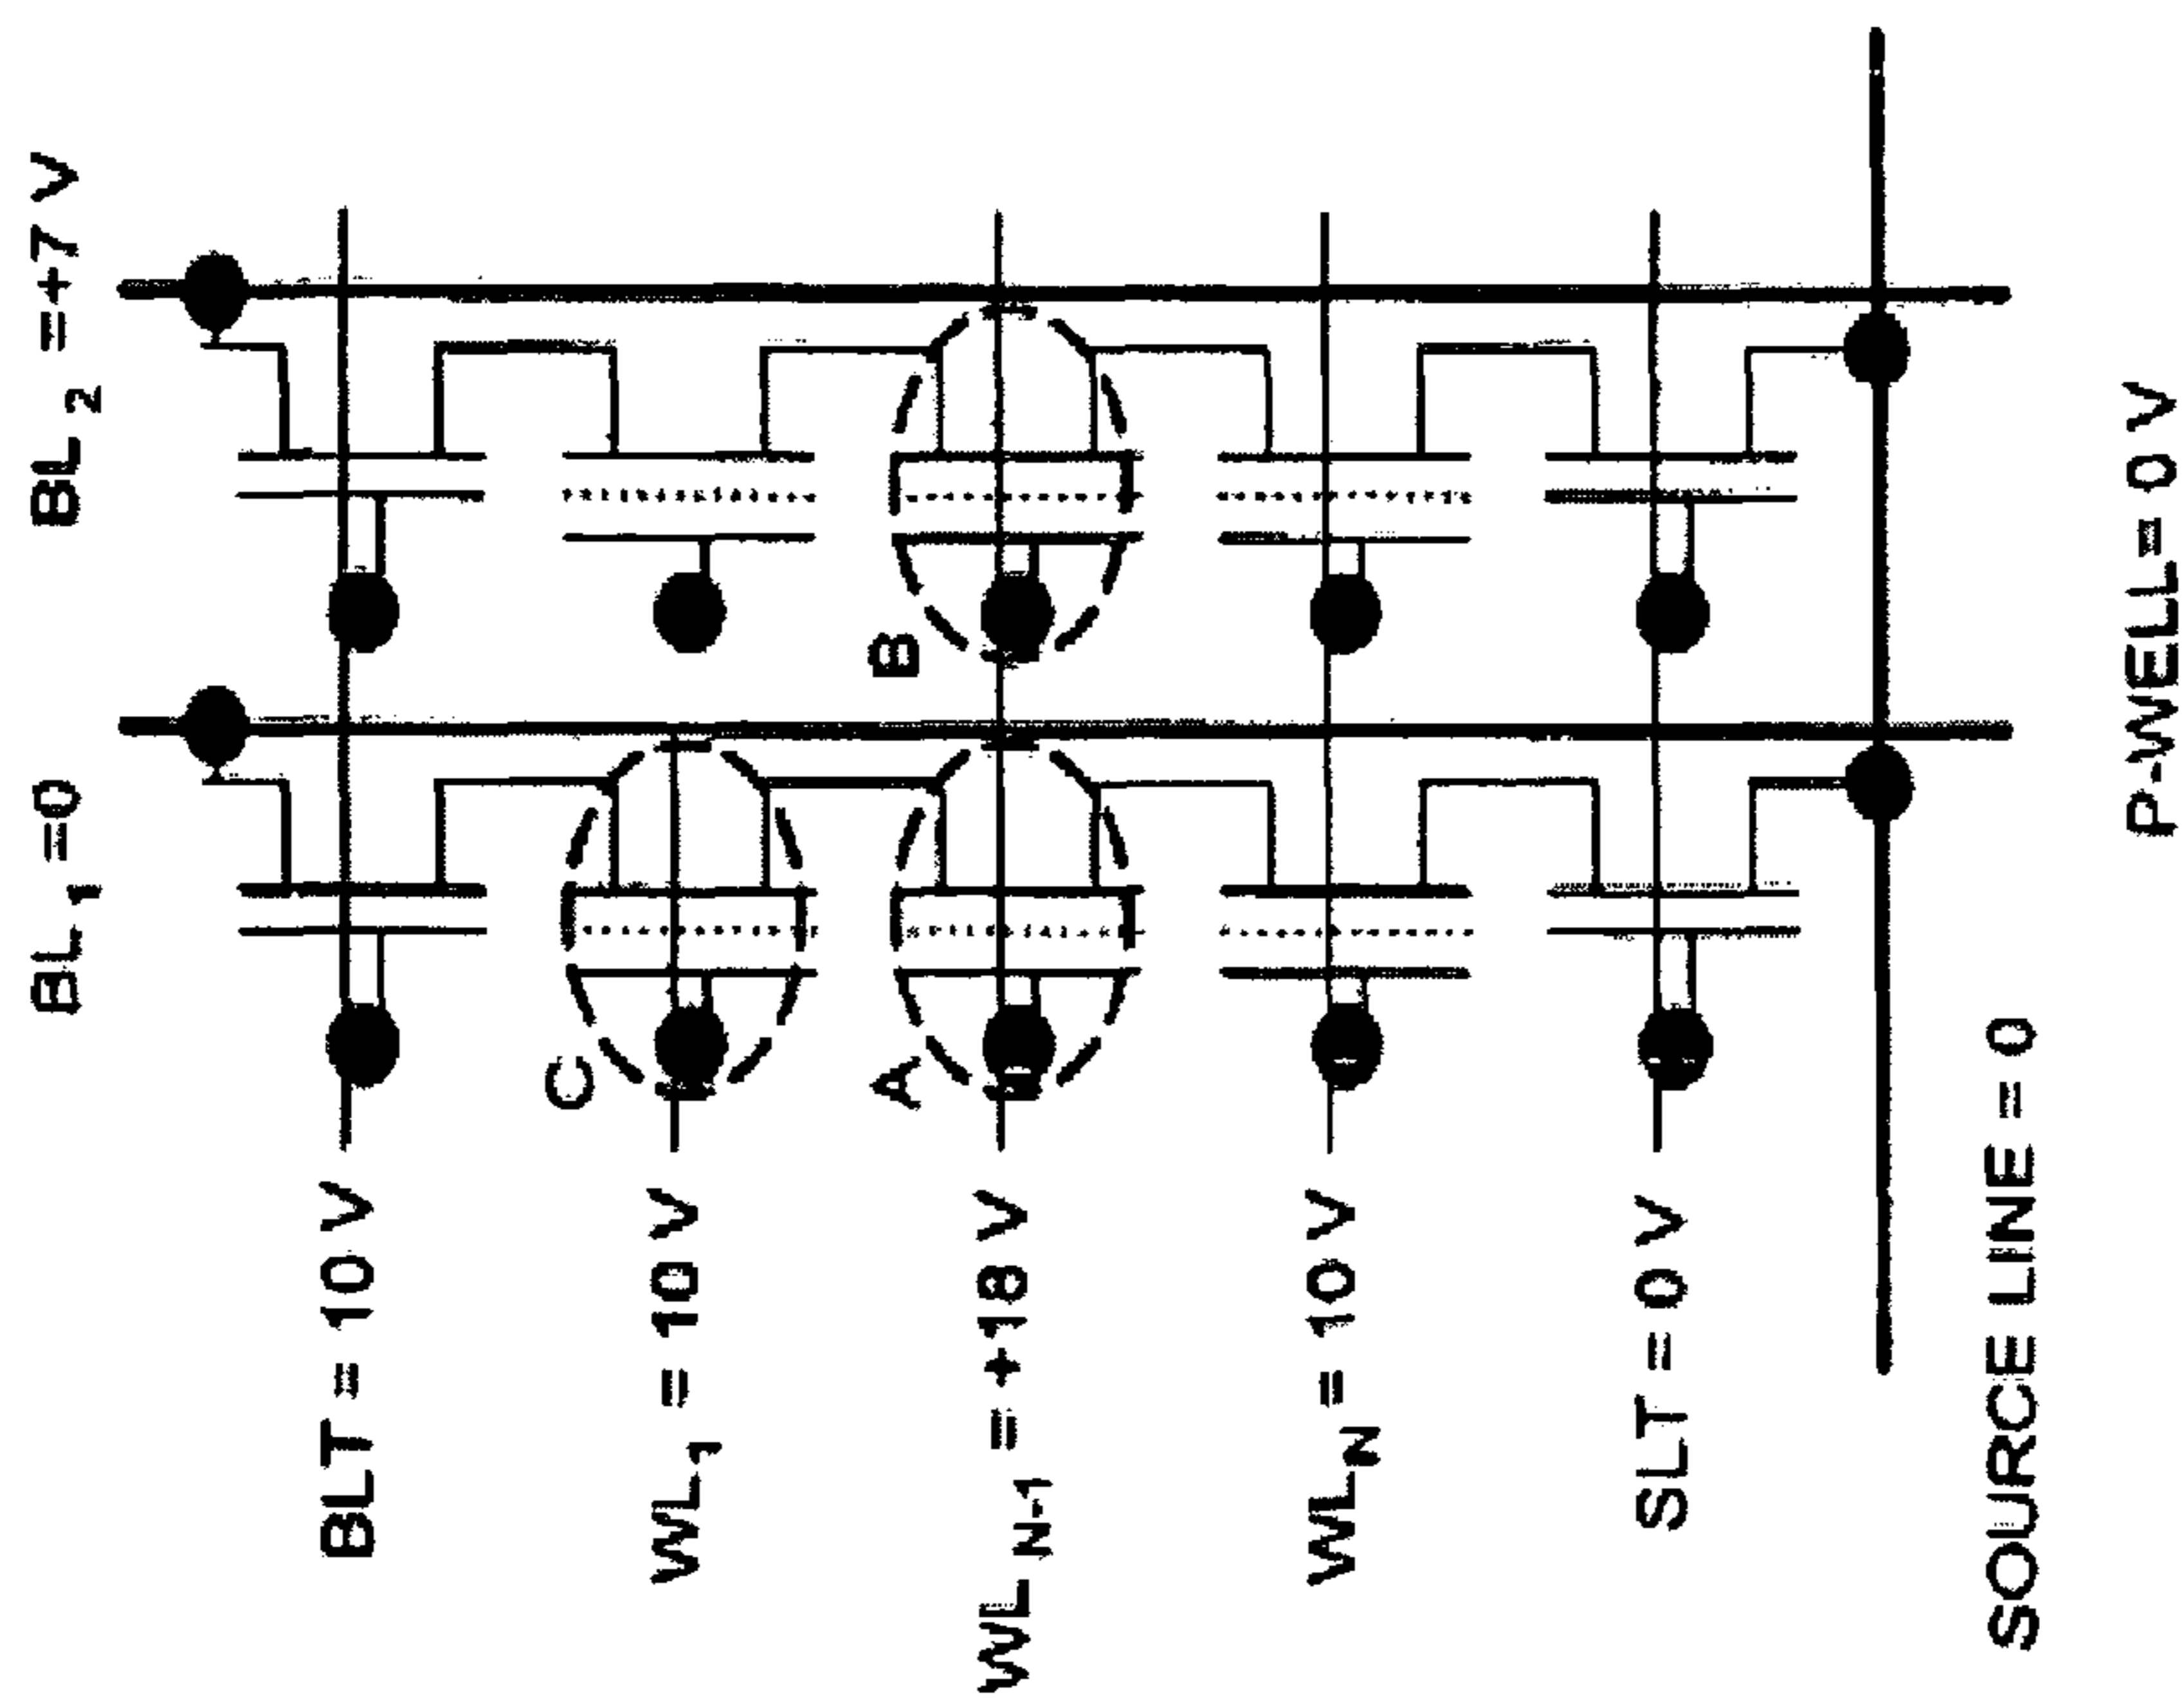 BL₁ =0
BL₂ =+7 V
BLT = 10 V
C
WL₁ = 10 V
A
B
WL N-1 = +18 V
WL N = 10 V
SLT = 0 V
SOURCE LINE = 0
P-WELL= 0 V